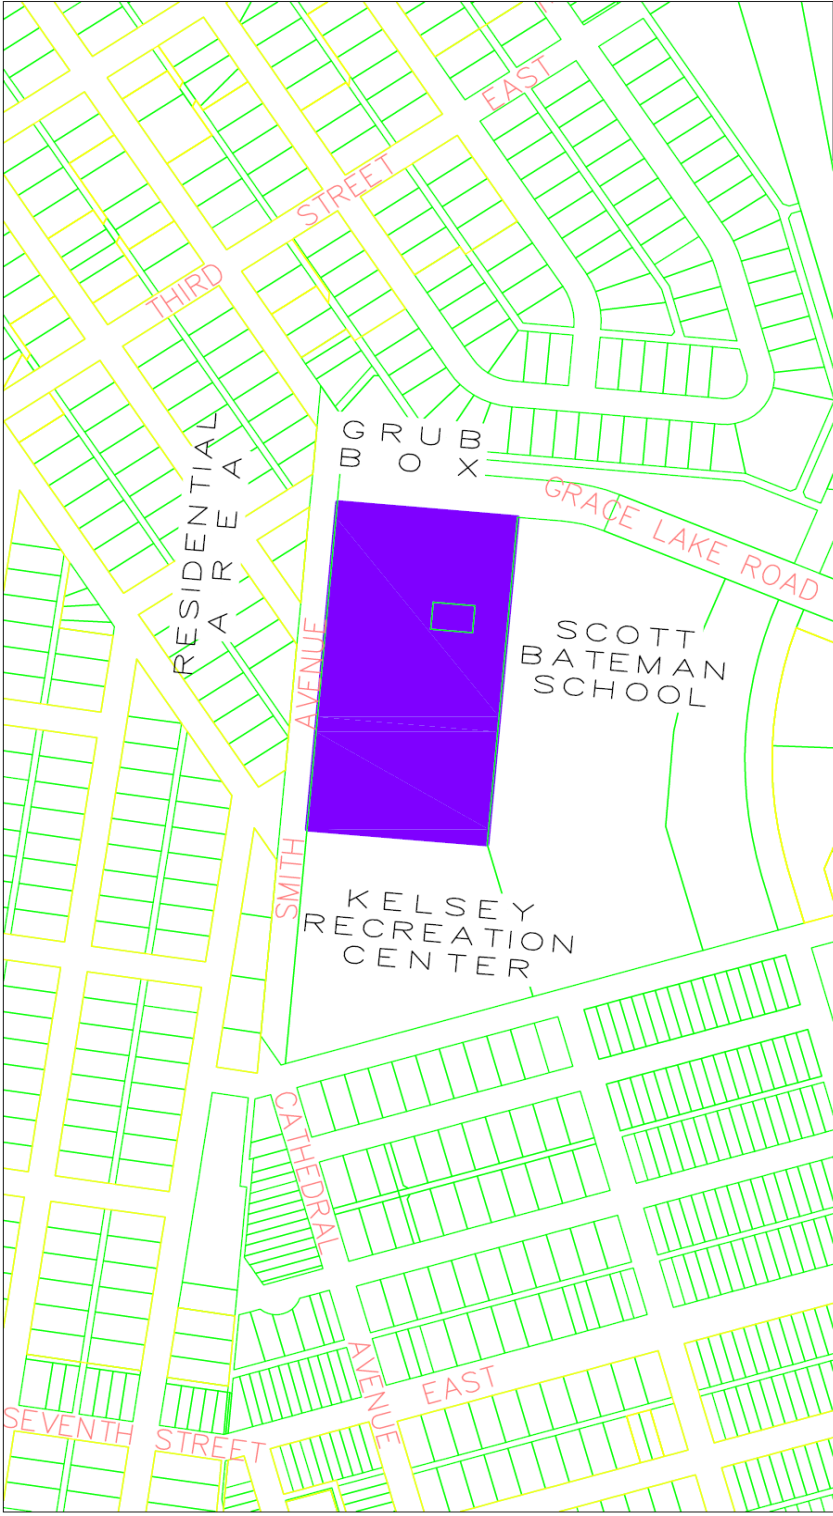 EAST
THIRD STREET
GRUB
BOX
RESIDENTIAL
AREA
GRACE LAKE ROAD
SCOTT
BATEMAN
SCHOOL
SMITH AVENUE
KELSEY
RECREATION
CENTER
CATHEDRAL AVENUE
EAST
SEVENTH STREET